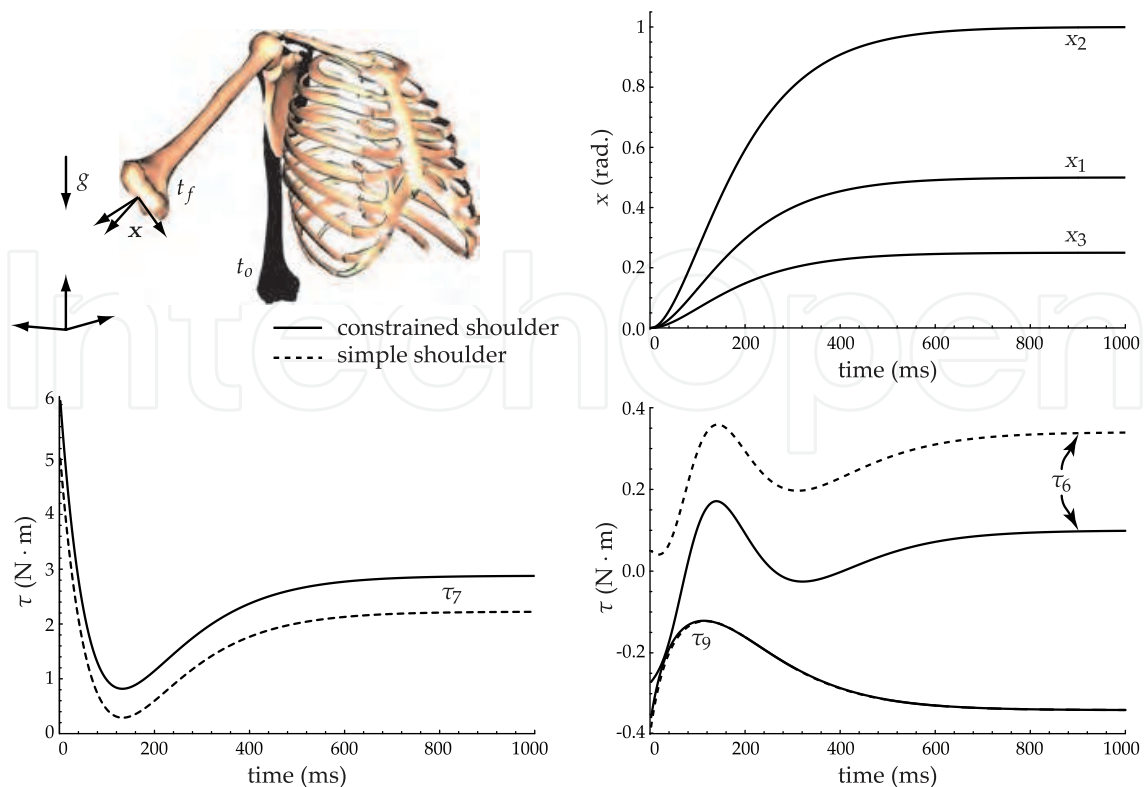 g
t_f
x
t_o
constrained shoulder
simple shoulder
x (rad.)
1
0.8
0.6
0.4
0.2
0.0
x_2
x_1
x_3
0 200 400 600 800 1000
time (ms)
IntechOpen
τ (N · m)
6
5
4
3
2
1
0
τ_7
0 200 400 600 800 1000
time (ms)
τ (N · m)
0.4
0.2
0.0
-0.2
-0.4
τ_6
τ_9
0 200 400 600 800 1000
time (ms)